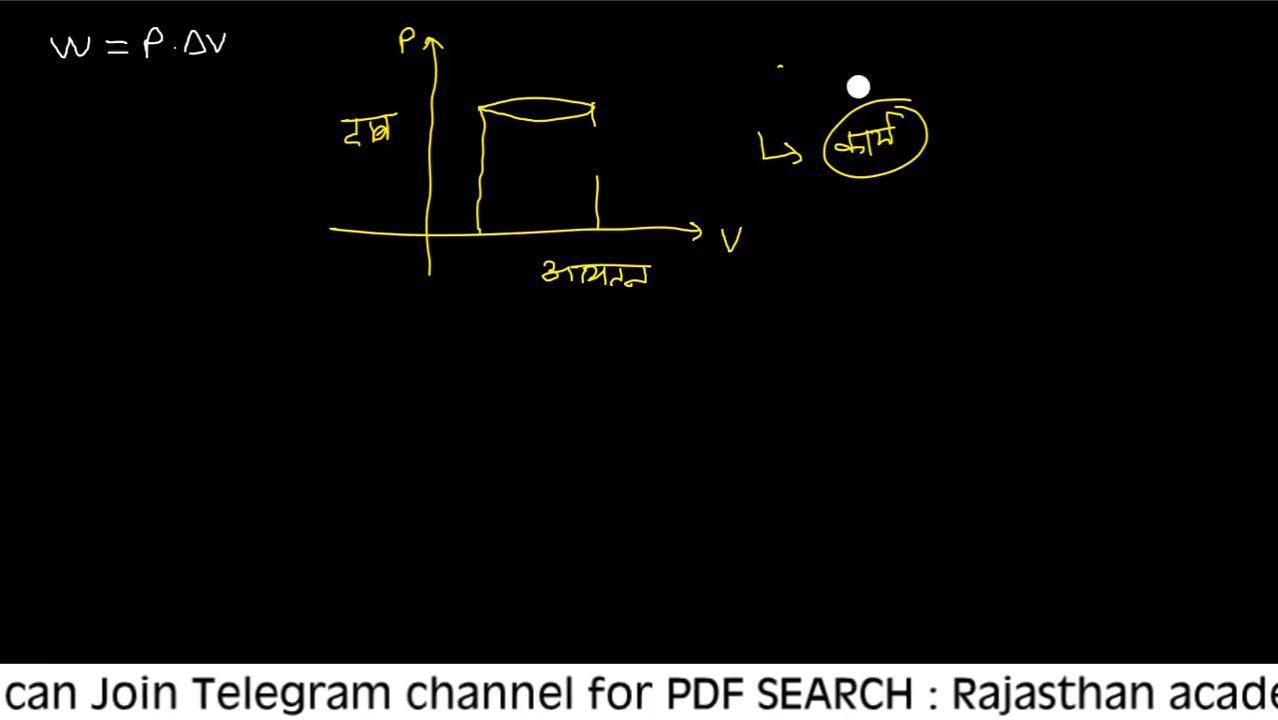 W = P · ΔV
P
दाब
↳ कार्य
V
आयतन
can Join Telegram channel for PDF SEARCH : Rajasthan acade